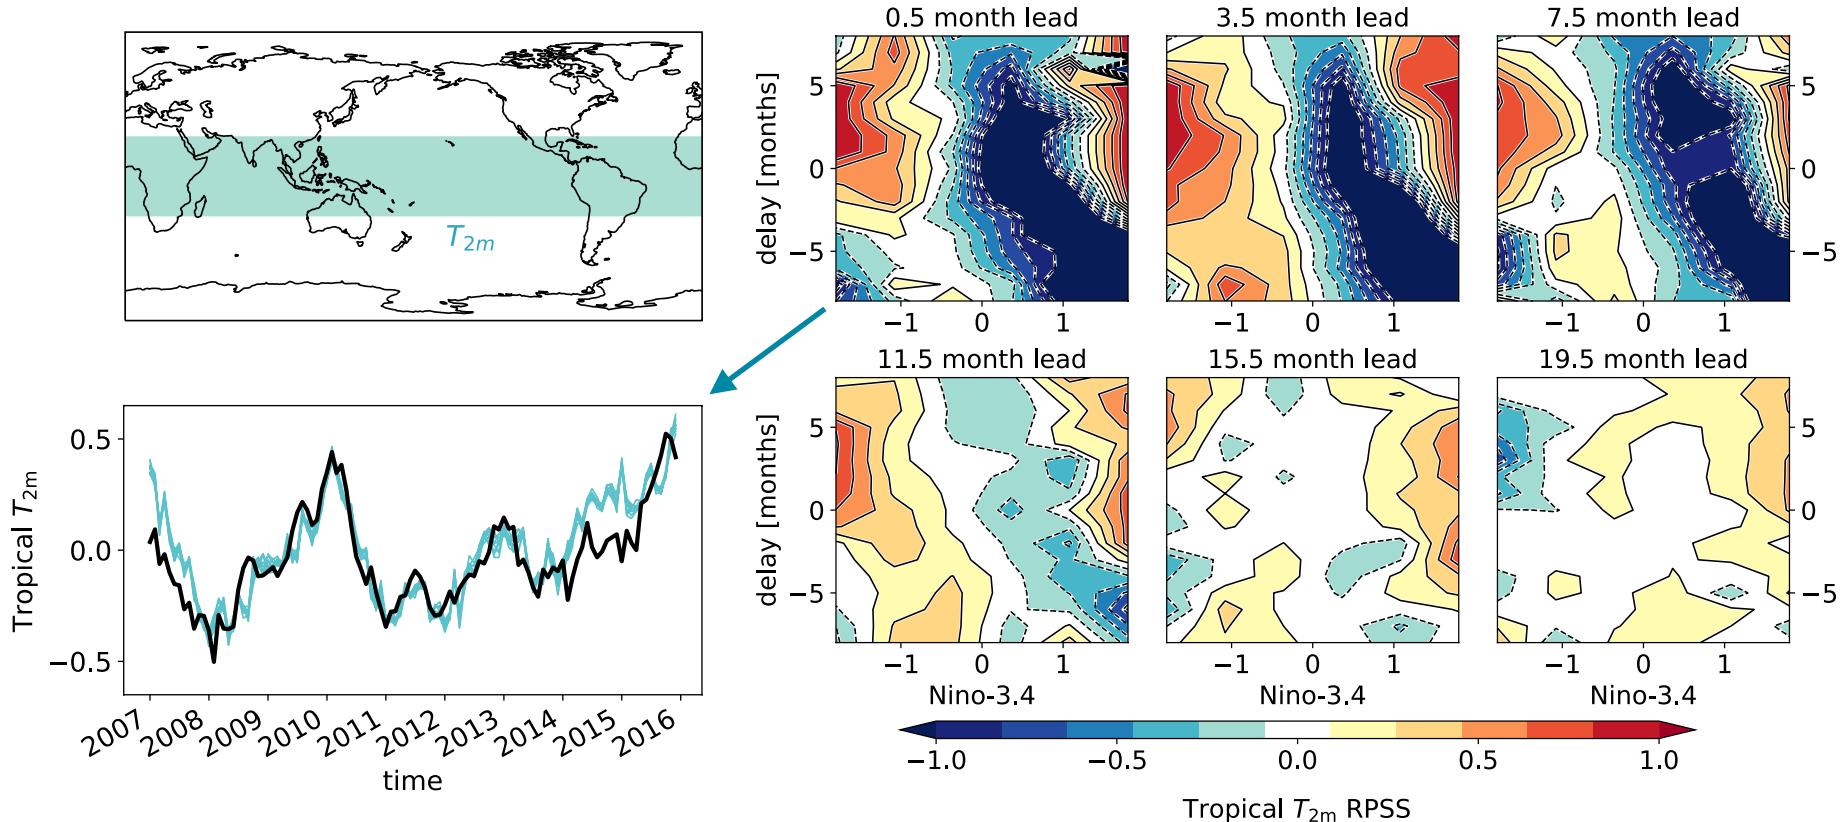 T2m
0.5
0.0
−0.5
Tropical T2m
2007
2008
2009
2010
2011
2012
2013
2014
2015
2016
time
0.5 month lead
3.5 month lead
7.5 month lead
delay [months]
5
0
−5
5
0
−5
−1 0 1
−1 0 1
−1 0 1
11.5 month lead
15.5 month lead
19.5 month lead
delay [months]
5
0
−5
5
0
−5
−1 0 1
−1 0 1
−1 0 1
Nino-3.4
Nino-3.4
Nino-3.4
−1.0 −0.5 0.0 0.5 1.0
Tropical T2m RPSS